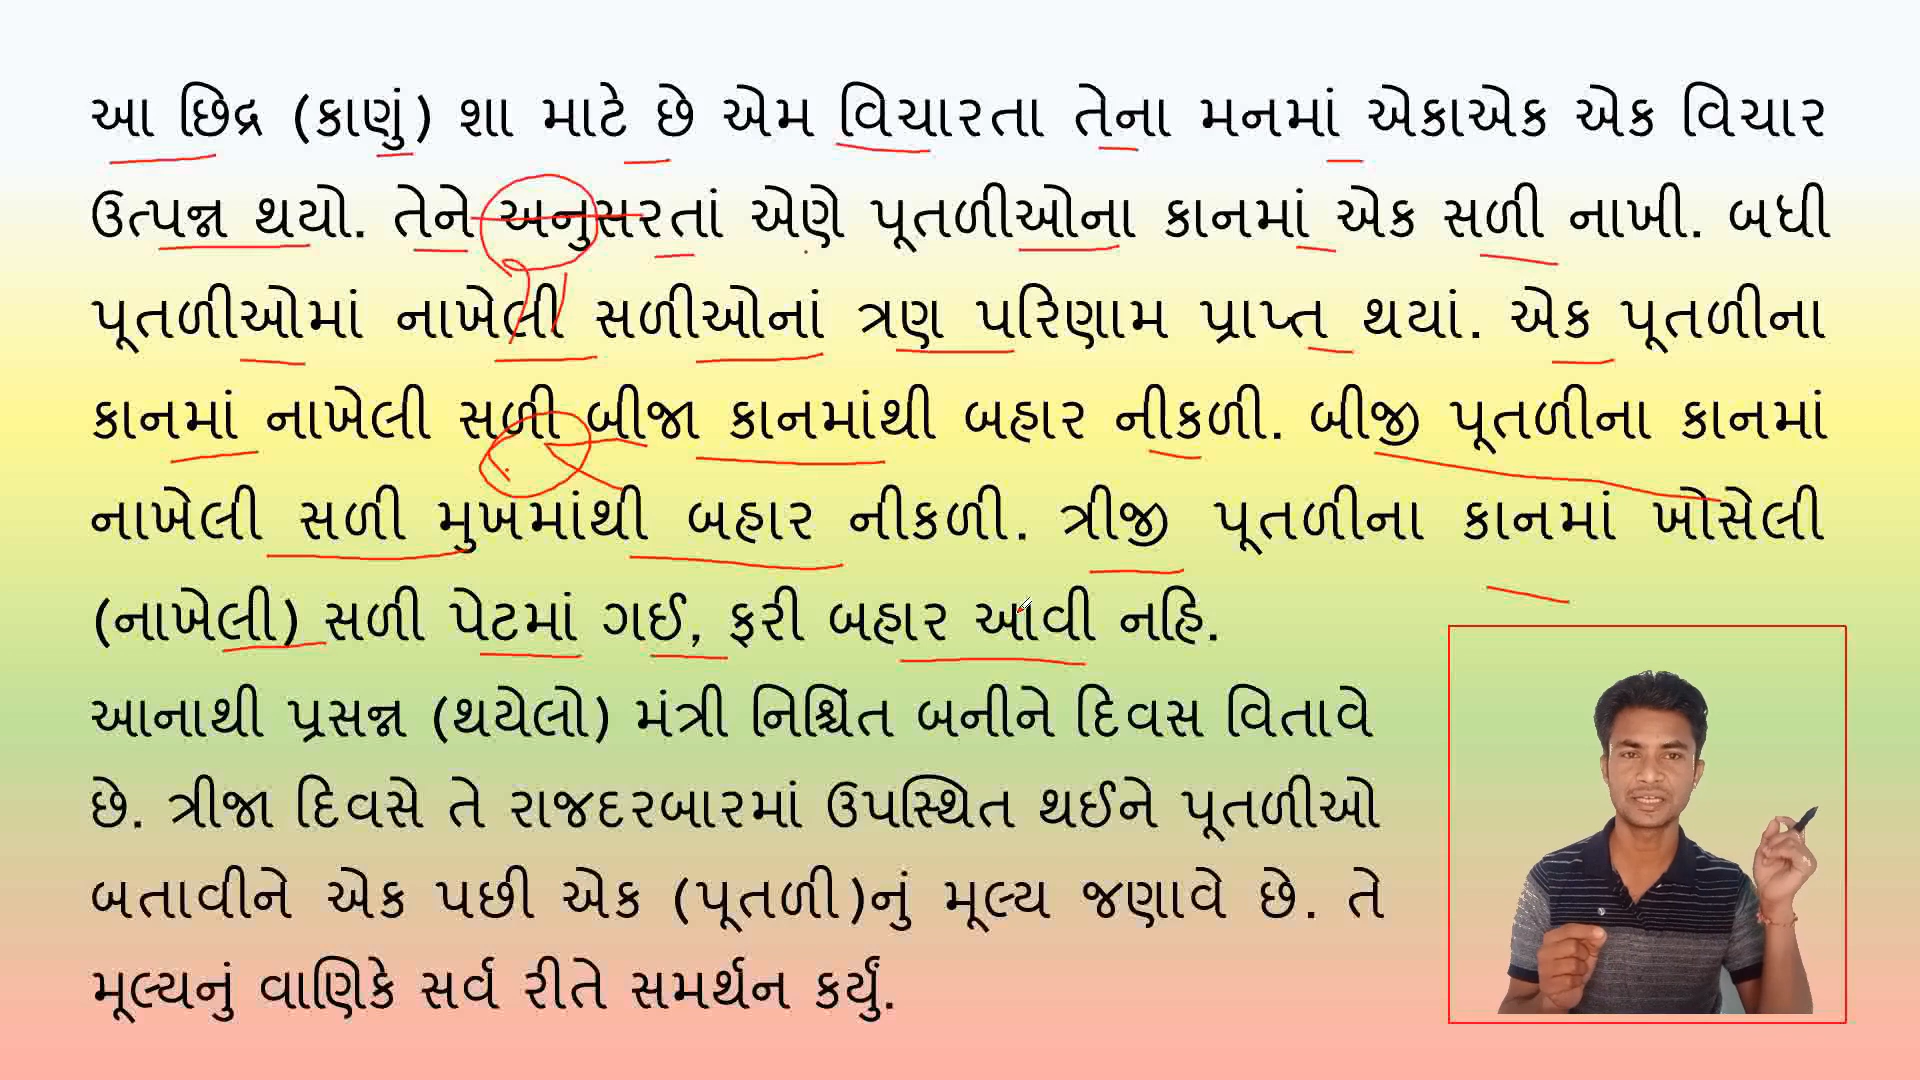 આ છિદ્ર (કાણું) શા માટે છે એમ વિચારતા તેના મનમાં એકાએક એક વિચાર
ઉત્પન્ન થયો. તેને અનુસરતાં એણે પૂતળીઓના કાનમાં એક સળી નાખી. બધી
પૂતળીઓમાં નાખેલી સળીઓનાં ત્રણ પરિણામ પ્રાપ્ત થયાં. એક પૂતળીના
કાનમાં નાખેલી સળી બીજા કાનમાંથી બહાર નીકળી. બીજી પૂતળીના કાનમાં
નાખેલી સળી મુખમાંથી બહાર નીકળી. ત્રીજી પૂતળીના કાનમાં ખોસેલી
(નાખેલી) સળી પેટમાં ગઈ, ફરી બહાર આવી નહિ.
આનાથી પ્રસન્ન (થયેલો) મંત્રી નિશ્ચિંત બનીને દિવસ વિતાવે
છે. ત્રીજા દિવસે તે રાજદરબારમાં ઉપસ્થિત થઈને પૂતળીઓ
બતાવીને એક પછી એક (પૂતળી)નું મૂલ્ય જણાવે છે. તે
મૂલ્યનું વાણિકે સર્વ રીતે સમર્થન કર્યું.